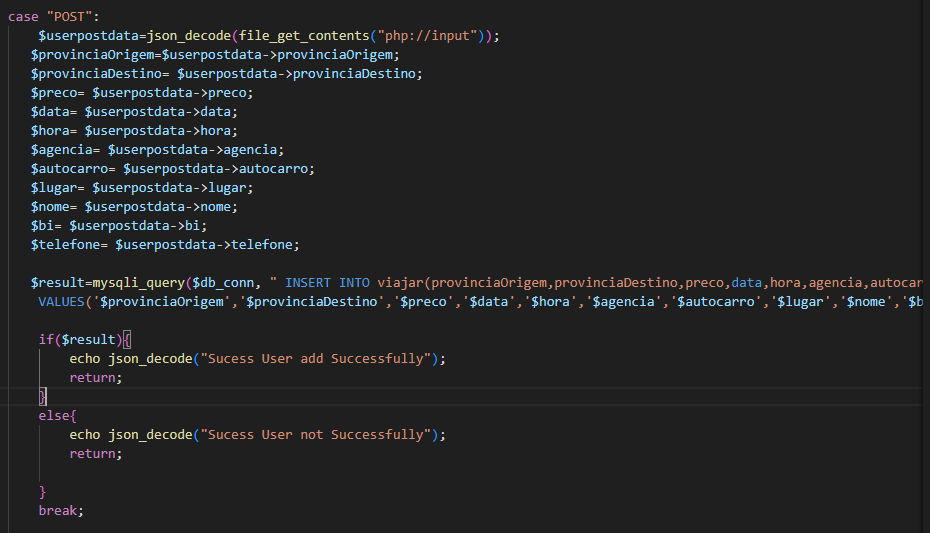 case "POST":
$userpostdata=json_decode(file_get_contents("php://input"));
$provinciaOrigem=$userpostdata->provinciaOrigem;
$provinciaDestino= $userpostdata->provinciaDestino;
$preco= $userpostdata->preco;
$data= $userpostdata->data;
$hora= $userpostdata->hora;
$agencia= $userpostdata->agencia;
$autocarro= $userpostdata->autocarro;
$lugar= $userpostdata->lugar;
$nome= $userpostdata->nome;
$bi= $userpostdata->bi;
$telefone= $userpostdata->telefone;
$result=mysqli_query($db_conn, " INSERT INTO viajar(provinciaOrigem,provinciaDestino,preco,data,hora,agencia,autocar
VALUES('$provinciaOrigem','$provinciaDestino','$preco','$data','$hora','$agencia','$autocarro','$lugar','$nome','$b
if($result){
echo json_decode("Sucess User add Successfully");
return;
}
else{
echo json_decode("Sucess User not Successfully");
return;
}
break;